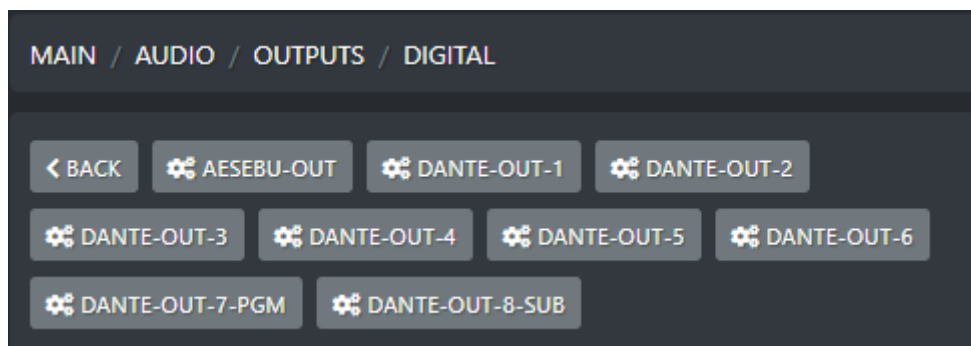 MAIN / AUDIO / OUTPUTS / DIGITAL
BACK AESEBU-OUT DANTE-OUT-1 DANTE-OUT-2
DANTE-OUT-3 DANTE-OUT-4 DANTE-OUT-5 DANTE-OUT-6
DANTE-OUT-7-PGM DANTE-OUT-8-SUB